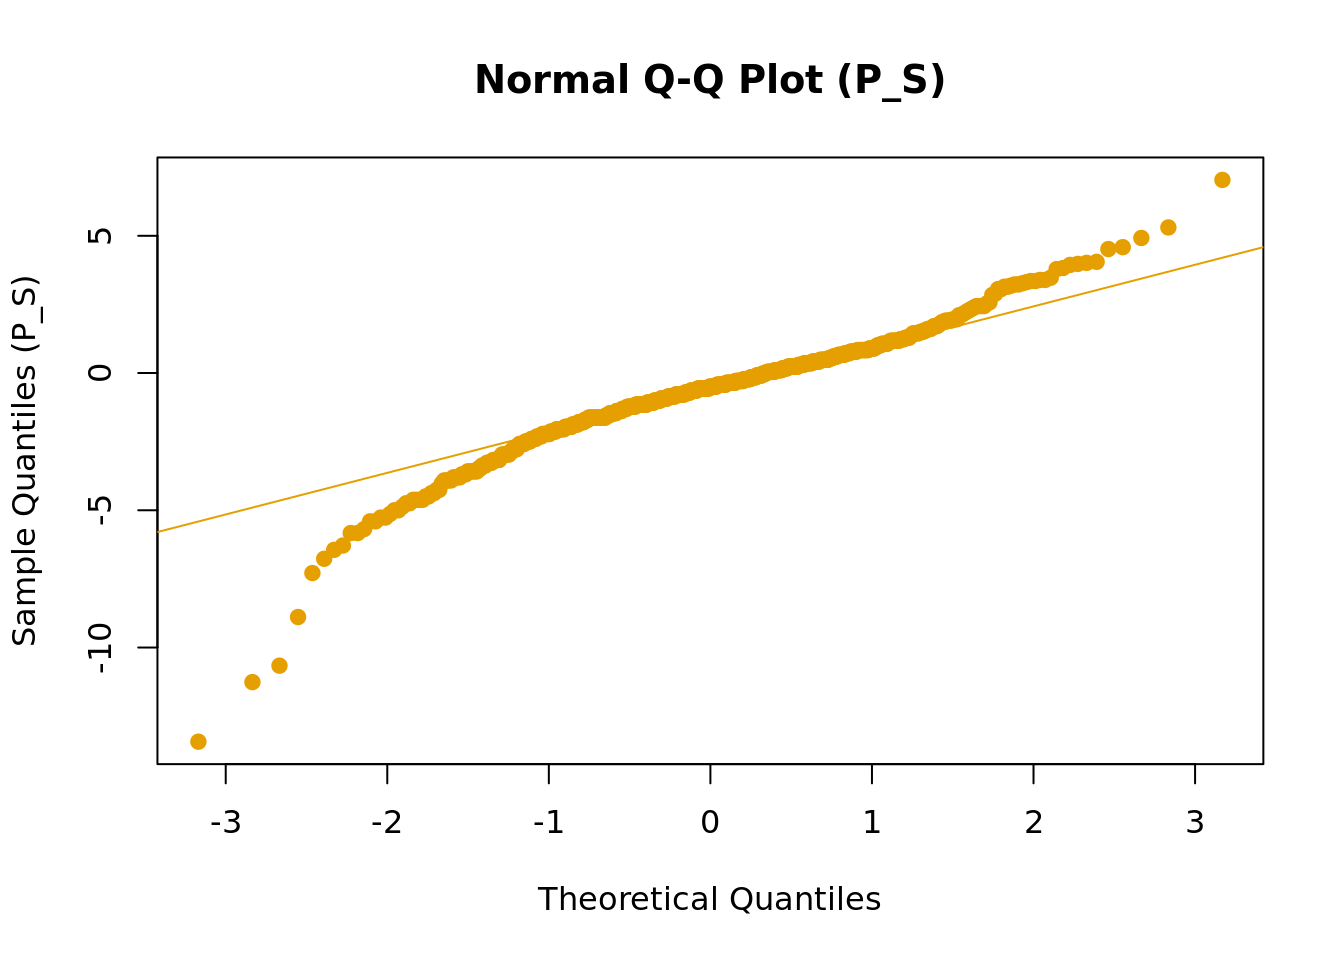 Normal Q-Q Plot (P_S)
Sample Quantiles (P_S)
5
0
-5
-10
-3 -2 -1 0 1 2 3
Theoretical Quantiles